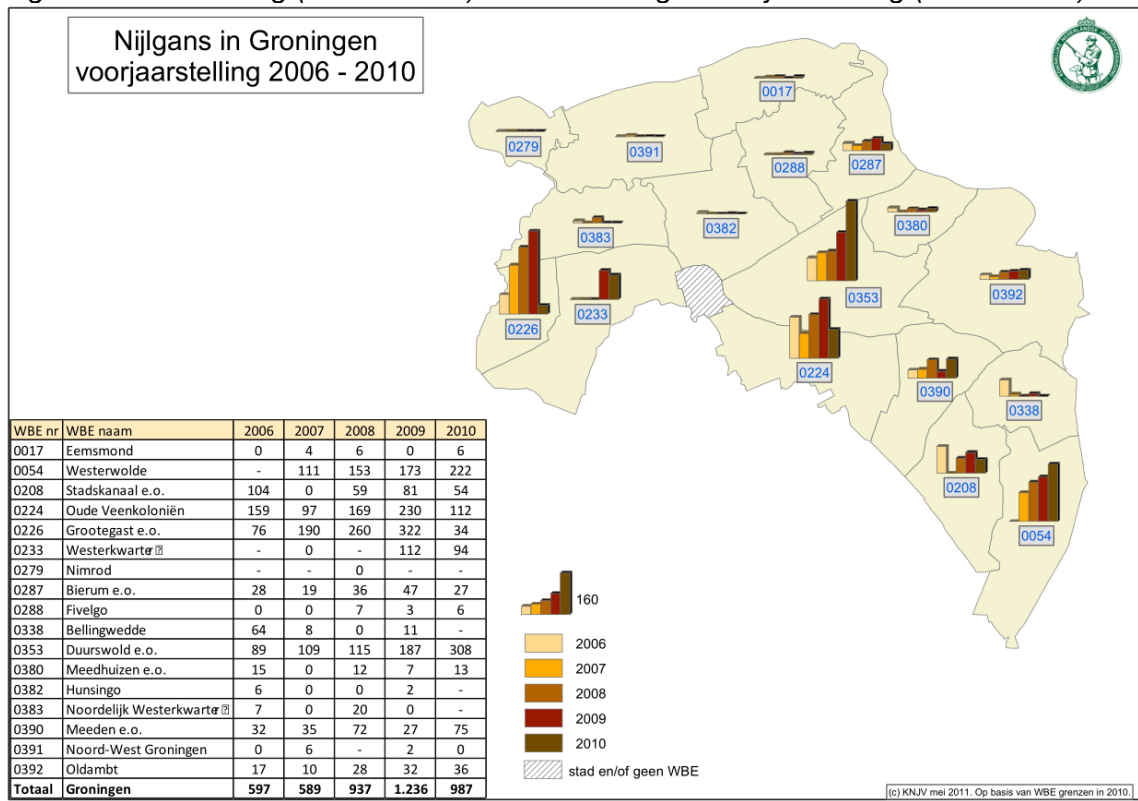 Nijlgans in Groningen
voorjaarstelling 2006 - 2010
0017
0279
0391
0288
0287
0383
0382
0380
0226
0233
0353
0392
0224
0390
0338
0208
0054
WBE nr WBE naam 2006 2007 2008 2009 2010
0017 Eemsmond 0 4 6 0 6
0054 Westerwolde - 111 153 173 222
0208 Stadskanaal e.o. 104 0 59 81 54
0224 Oude Veenkoloniën 159 97 169 230 112
0226 Grootegast e.o. 76 190 260 322 34
0233 Westerkwartier - 0 - 112 94
0279 Nimrod - - 0 - -
0287 Bierum e.o. 28 19 36 47 27
0288 Fivelgo 0 0 7 3 6
0338 Bellingwedde 64 8 0 11 -
0353 Duurswold e.o. 89 109 115 187 308
0380 Meedhuizen e.o. 15 0 12 7 13
0382 Hunsingo 6 0 0 2 -
0383 Noordelijk Westerkwartier 7 0 20 0 -
0390 Meeden e.o. 32 35 72 27 75
0391 Noord-West Groningen 0 6 - 2 0
0392 Oldambt 17 10 28 32 36
Totaal Groningen 597 589 937 1.236 987
160
2006
2007
2008
2009
2010
stad en/of geen WBE
(c) KNJV mei 2011. Op basis van WBE grenzen in 2010.